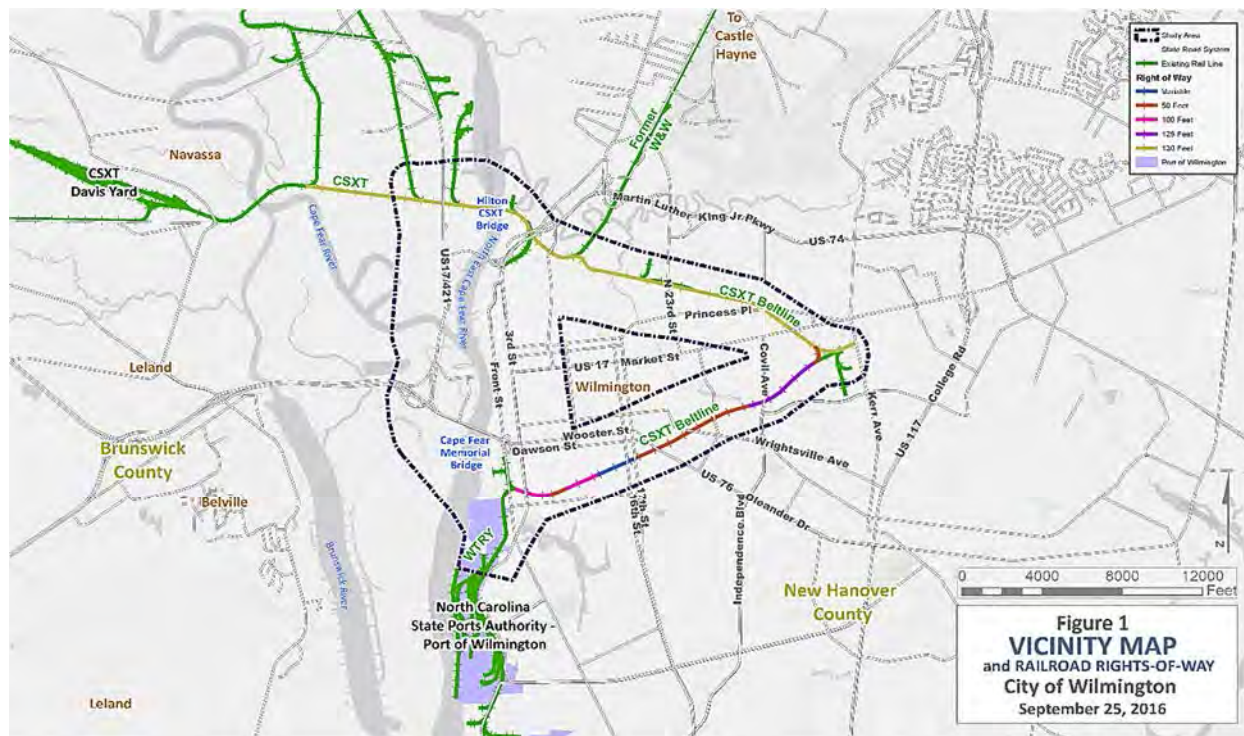 To
Castle
Hayne
Former
W&W
Study Area
State Road System
Existing Rail Line
Right of Way
Variable
50 Feet
100 Feet
125 Feet
130 Feet
Port of Wilmington
Navassa
CSXT
Davis Yard
CSXT
Hilton
CSXT
Bridge
Martin Luther King Jr Pkwy
US 74
Cape Fear River
US17/421
North East Cape Fear River
N 23rd St
CSXT Beltline
Princess Pl
3rd St
Front St
US 17 Market St
Covil Ave
Wilmington
Leland
Kerr Ave
US 117 College Rd
Wooster St
CSXT Beltline
Dawson St
Wrightsville Ave
Cape Fear
Memorial
Bridge
Brunswick
County
Belville
17th St
16th St
US 76 Oleander Dr
Independence Blvd
WTRY
Brunswick River
North Carolina
State Ports Authority -
Port of Wilmington
New Hanover
County
N
0 4000 8000 12000
Feet
Leland
Figure 1
VICINITY MAP
and RAILROAD RIGHTS-OF-WAY
City of Wilmington
September 25, 2016